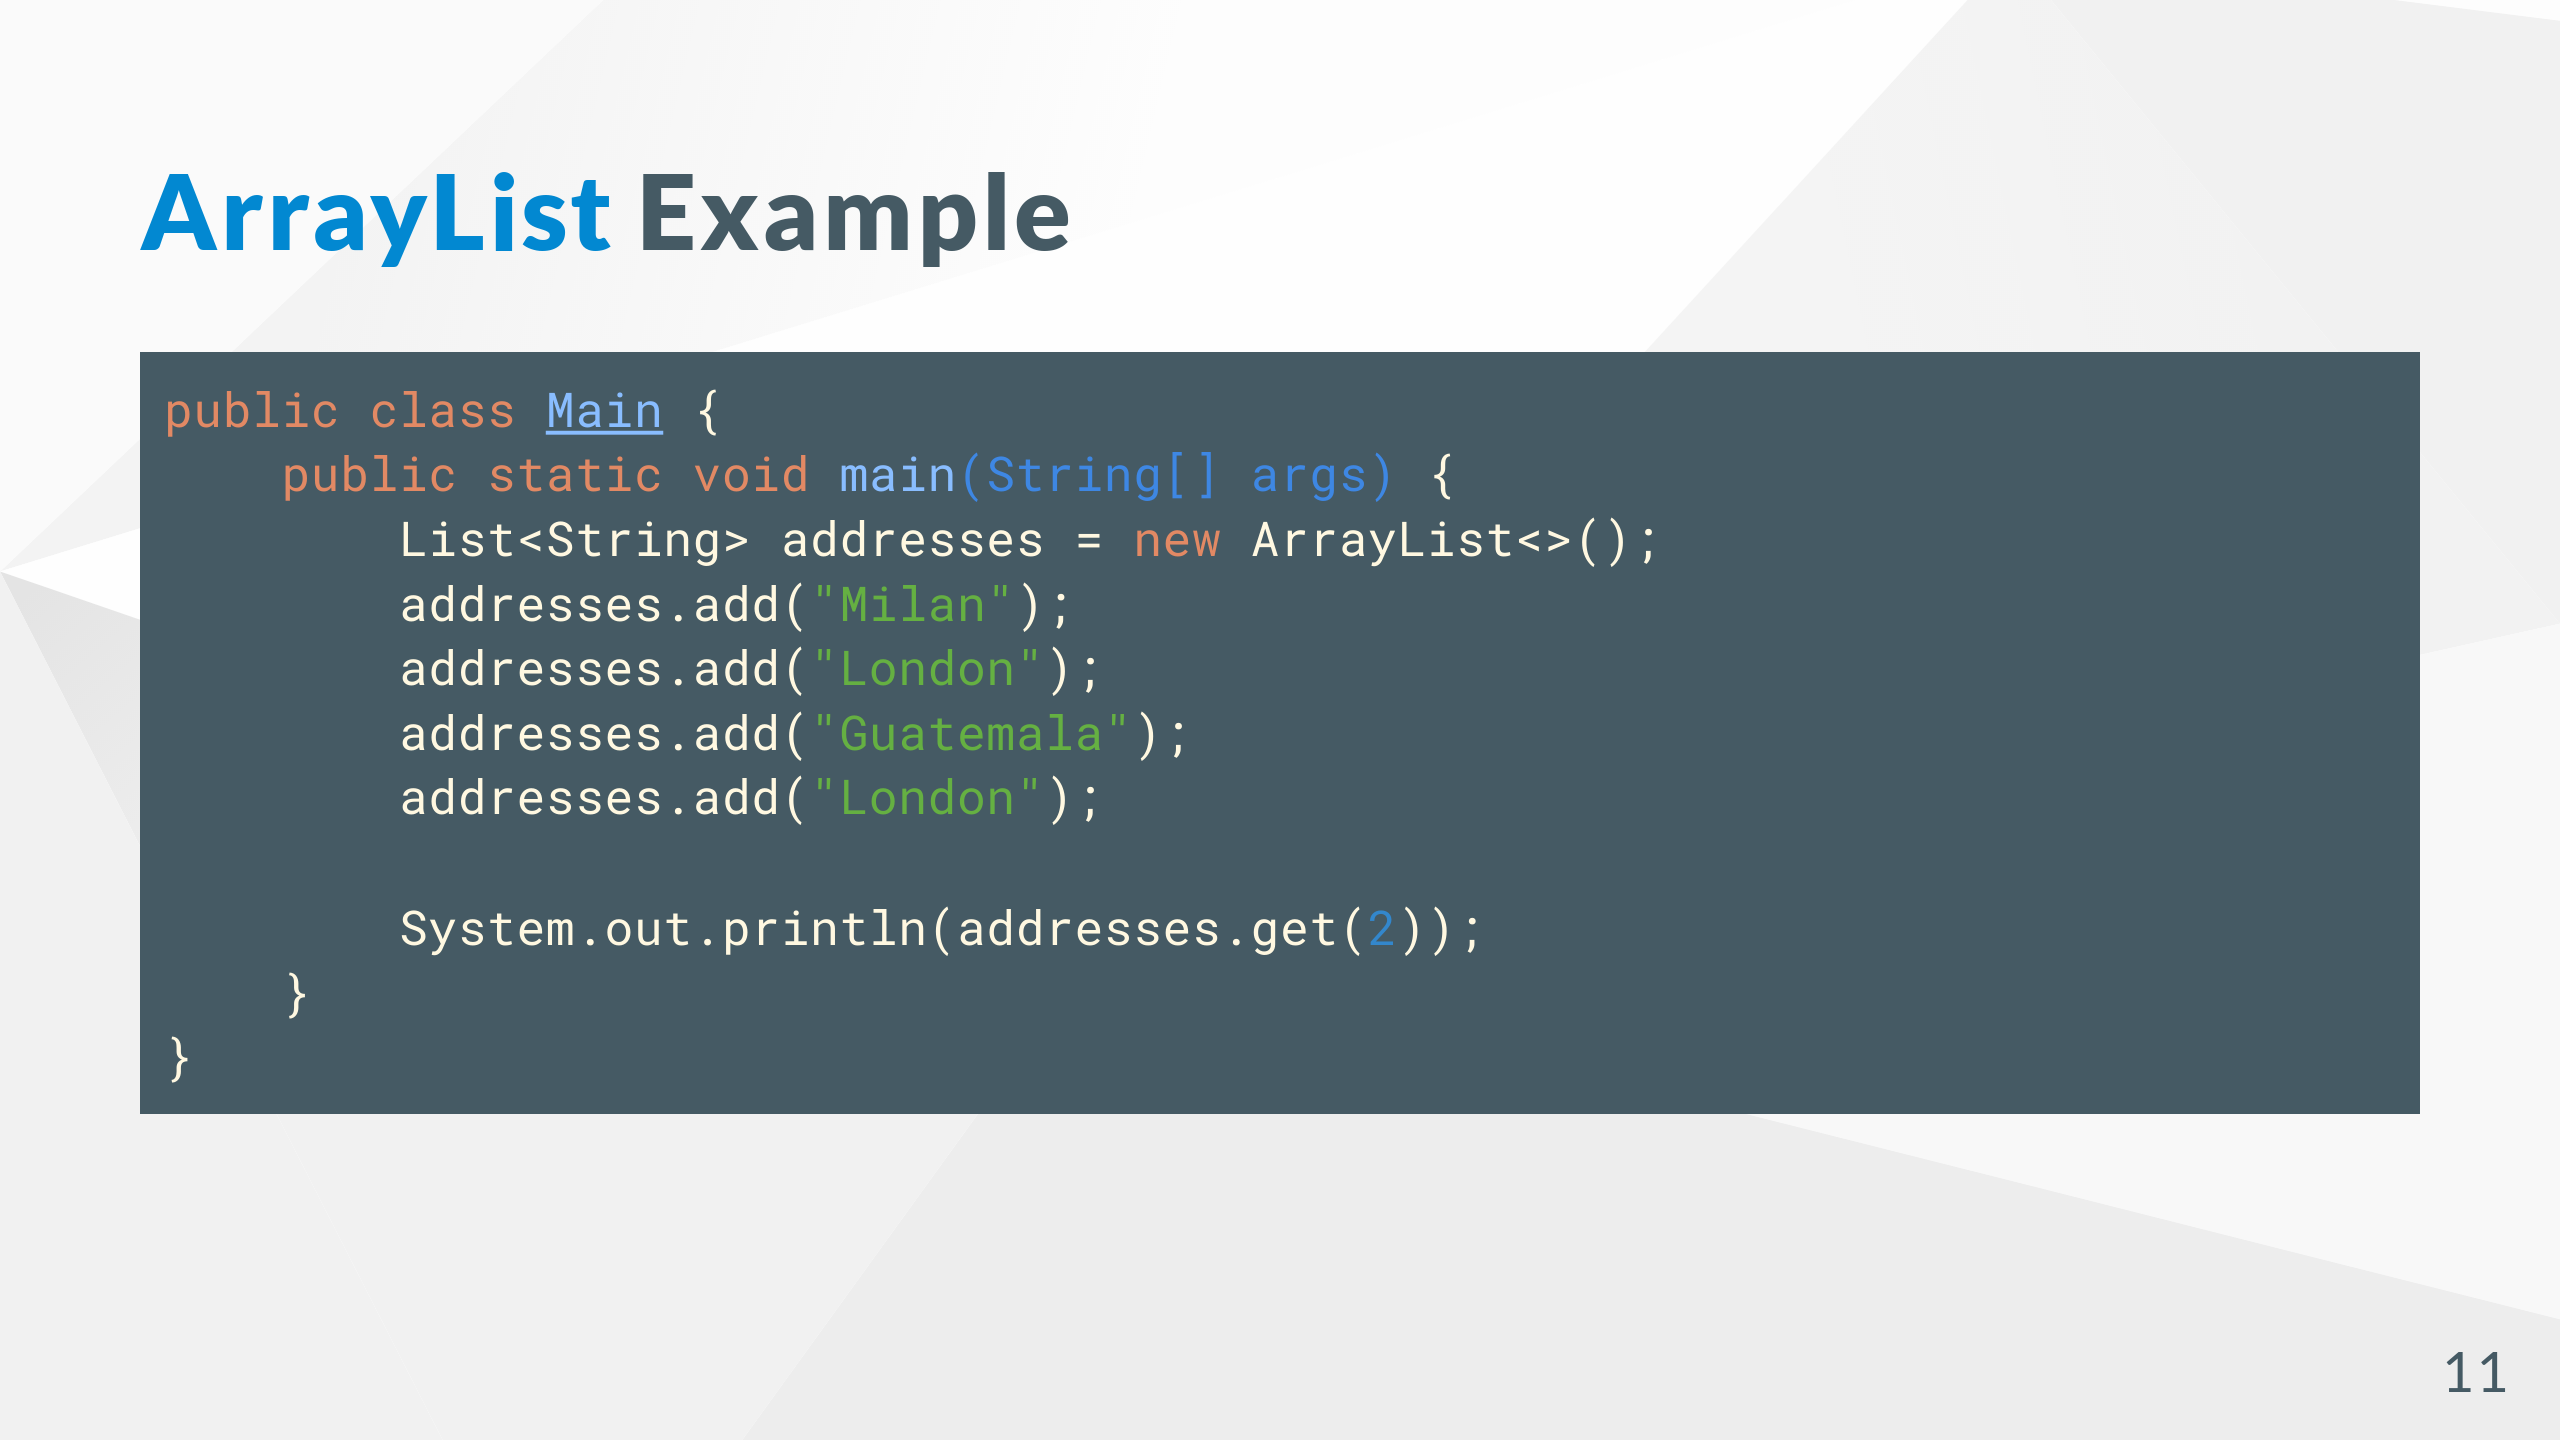 ArrayList Example
public class Main {
    public static void main(String[] args) {
        List<String> addresses = new ArrayList<>();
        addresses.add("Milan");
        addresses.add("London");
        addresses.add("Guatemala");
        addresses.add("London");

        System.out.println(addresses.get(2));
    }
}
11